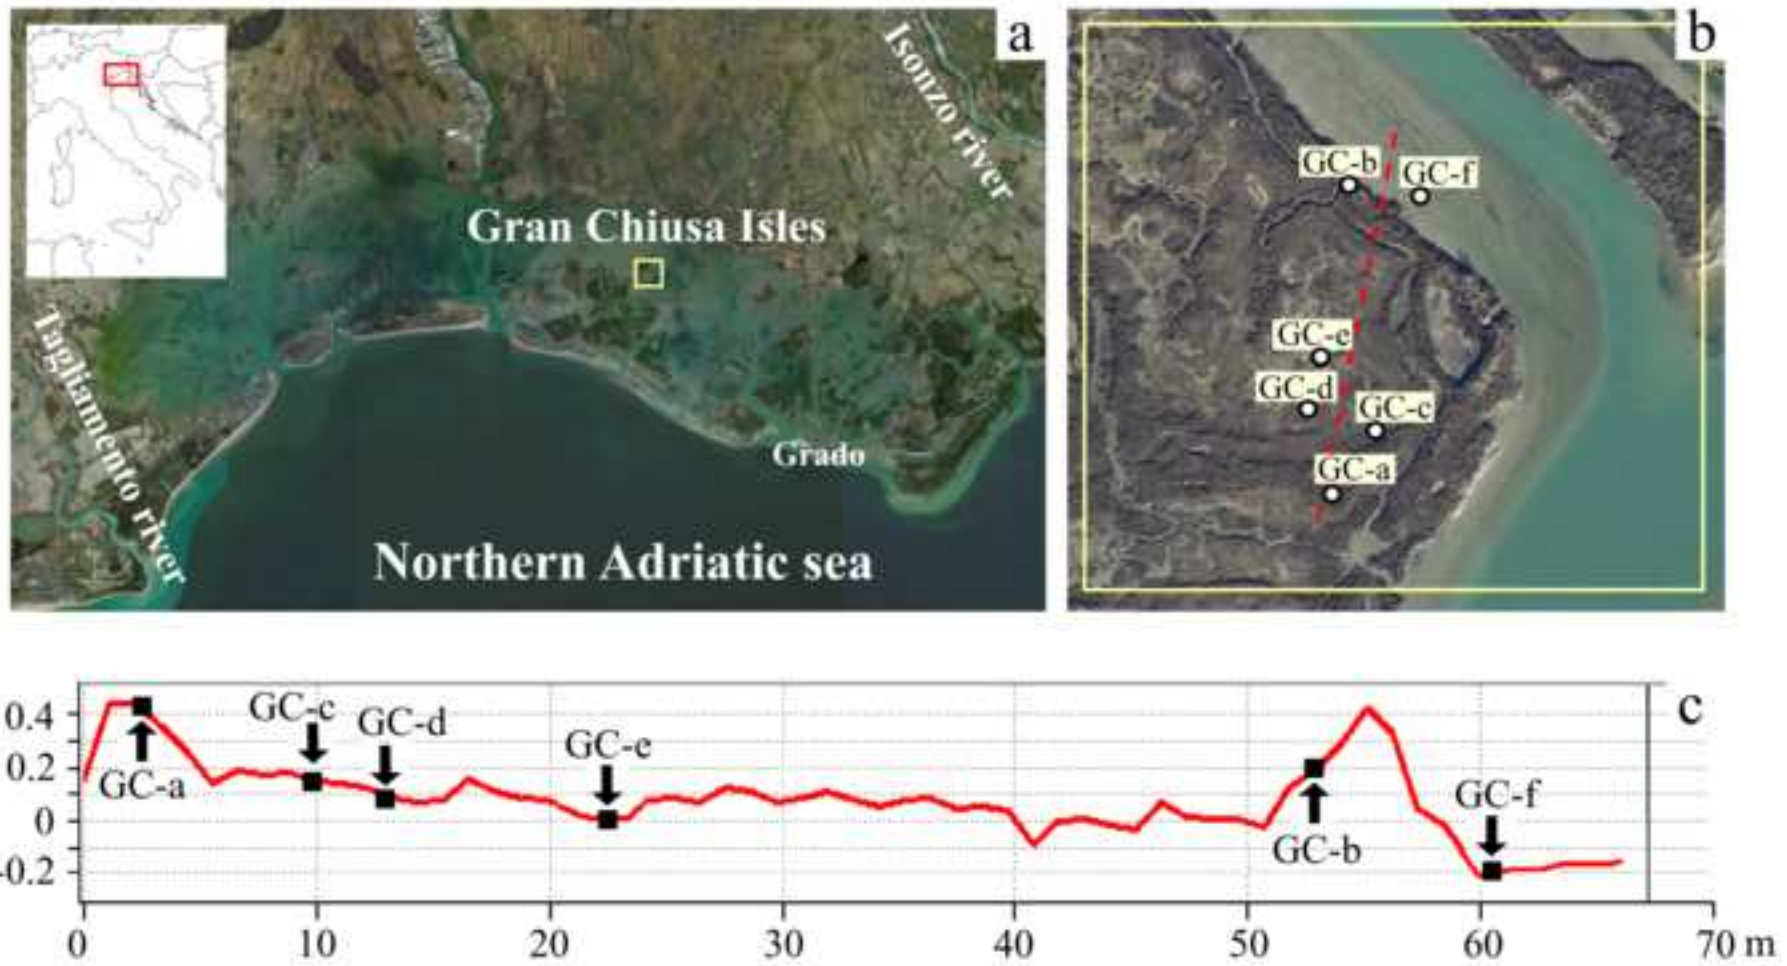 a
Isonzo river
Gran Chiusa Isles
Tagliamento river
Grado
Northern Adriatic sea
b
GC-b
GC-f
GC-e
GC-d
GC-c
GC-a
c
0.4
0.2
0
-0.2
GC-a
GC-c
GC-d
GC-e
GC-b
GC-f
0 10 20 30 40 50 60 70 m